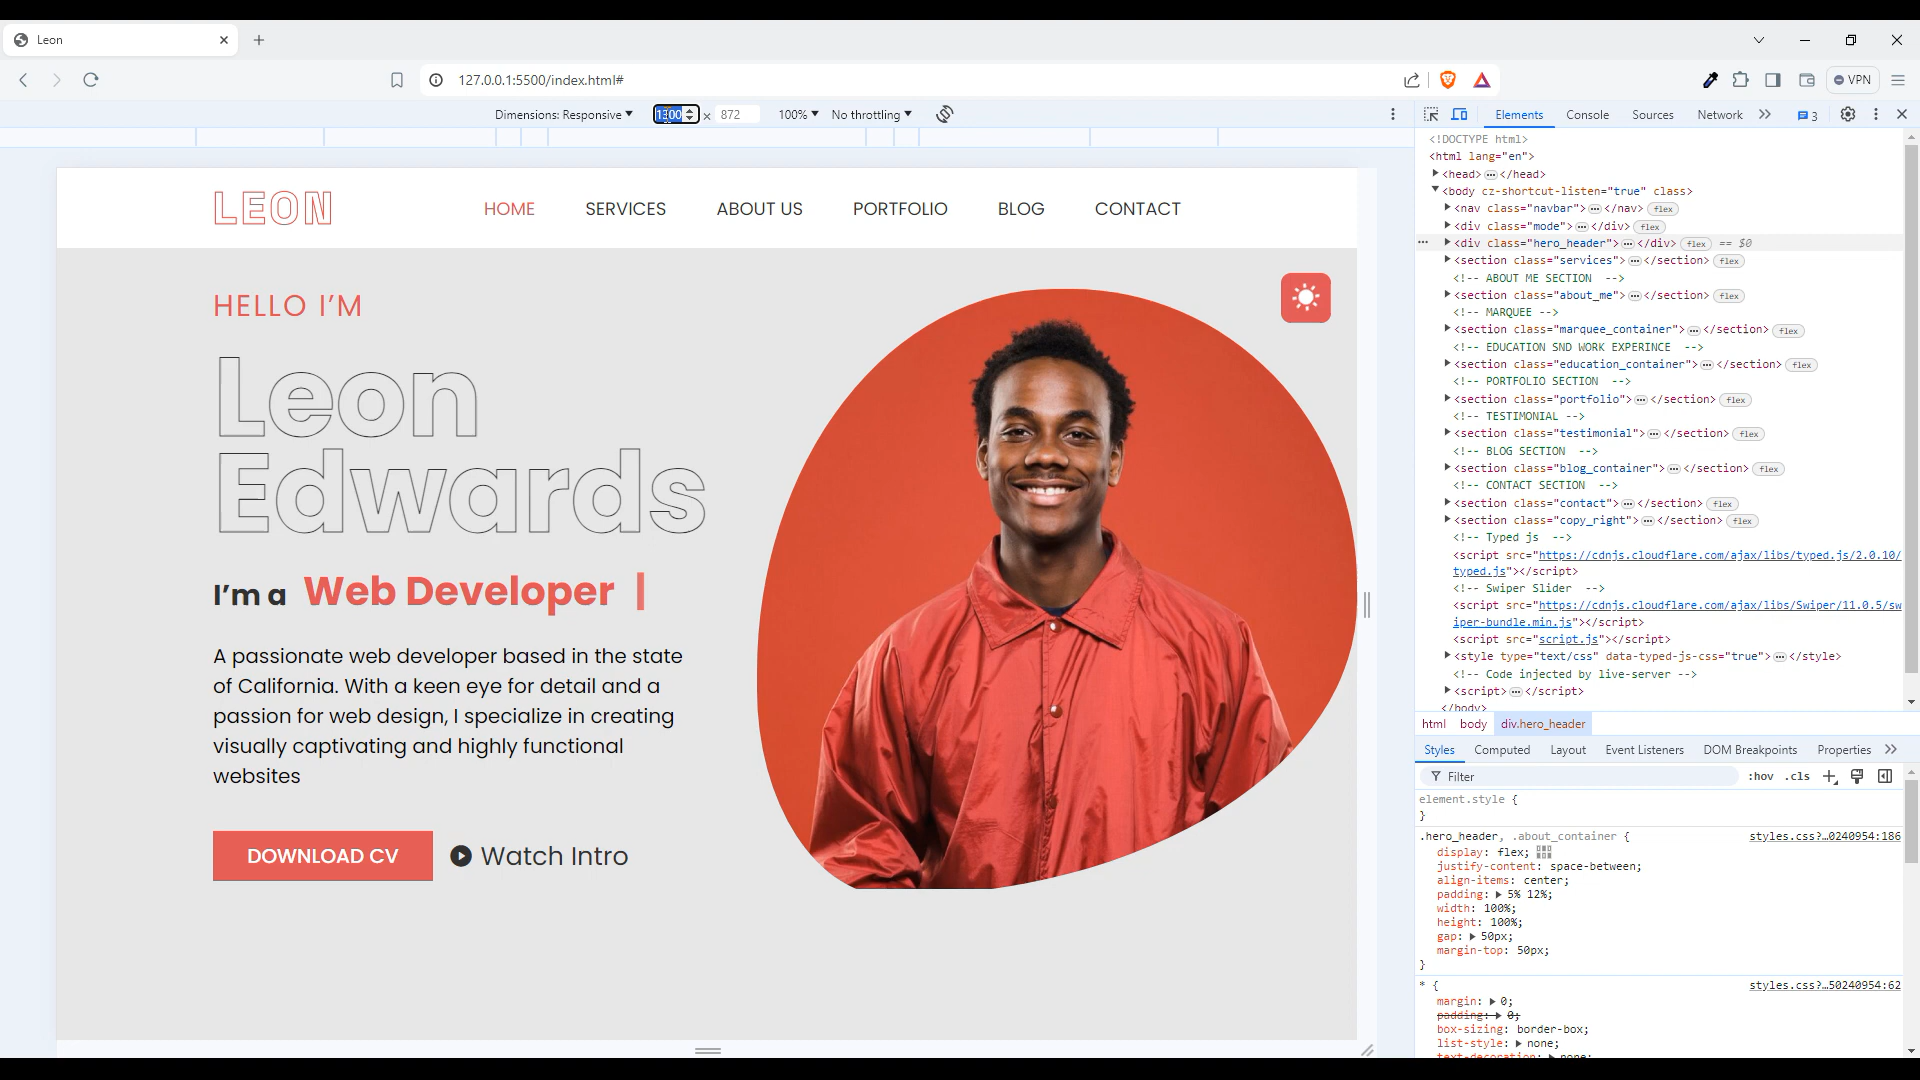 Leon
127.0.0.1:5500/index.html#
VPN
Dimensions: Responsive
1300 × 872
100%
No throttling
Elements
Console
Sources
Network
3
LEON
HOME
SERVICES
ABOUT US
PORTFOLIO
BLOG
CONTACT
HELLO I'M
Leon
Edwards
I'm a Web Developer |
A passionate web developer based in the state
of California. With a keen eye for detail and a
passion for web design, I specialize in creating
visually captivating and highly functional
websites
DOWNLOAD CV
Watch Intro
<!DOCTYPE html>
<html lang="en">
<head> </head>
<body cz-shortcut-listen="true" class>
<nav class="navbar"> </nav> flex
<div class="mode"> </div> flex
<div class="hero_header"> </div> flex == $0
<section class="services"> </section> flex
<!-- ABOUT ME SECTION -->
<section class="about_me"> </section> flex
<!-- MARQUEE -->
<section class="marquee_container"> </section> flex
<!-- EDUCATION SND WORK EXPERINCE -->
<section class="education_container"> </section> flex
<!-- PORTFOLIO SECTION -->
<section class="portfolio"> </section> flex
<!-- TESTIMONIAL -->
<section class="testimonial"> </section> flex
<!-- BLOG SECTION -->
<section class="blog_container"> </section> flex
<!-- CONTACT SECTION -->
<section class="contact"> </section> flex
<section class="copy_right"> </section> flex
<!-- Typed js -->
<script src="https://cdnjs.cloudflare.com/ajax/libs/typed.js/2.0.10/
typed.js"></script>
<!-- Swiper Slider -->
<script src="https://cdnjs.cloudflare.com/ajax/libs/Swiper/11.0.5/sw
iper-bundle.min.js"></script>
<script src="script.js"></script>
<style type="text/css" data-typed-js-css="true"> </style>
<!-- Code injected by live-server -->
<script> </script>
</body>
html
body
div.hero_header
Styles
Computed
Layout
Event Listeners
DOM Breakpoints
Properties
Filter
:hov
.cls
element.style {
}
.hero_header, .about_container { styles.css?…0240954:186
display: flex;
justify-content: space-between;
align-items: center;
padding: 5% 12%;
width: 100%;
height: 100%;
gap: 50px;
margin-top: 50px;
}
* { styles.css?…50240954:62
margin: 0;
padding: 0;
box-sizing: border-box;
list-style: none;
text-decoration: none;